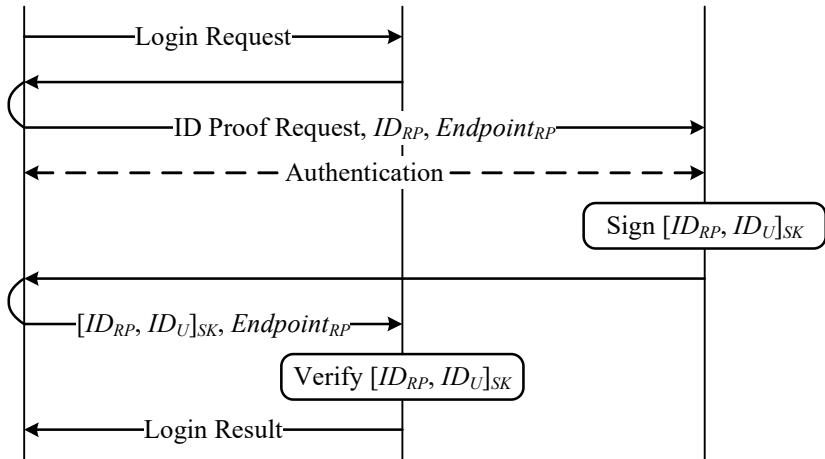 Login Request
ID Proof Request, ID_RP, Endpoint_RP
Authentication
Sign [ID_RP, ID_U]_SK
[ID_RP, ID_U]_SK, Endpoint_RP
Verify [ID_RP, ID_U]_SK
Login Result